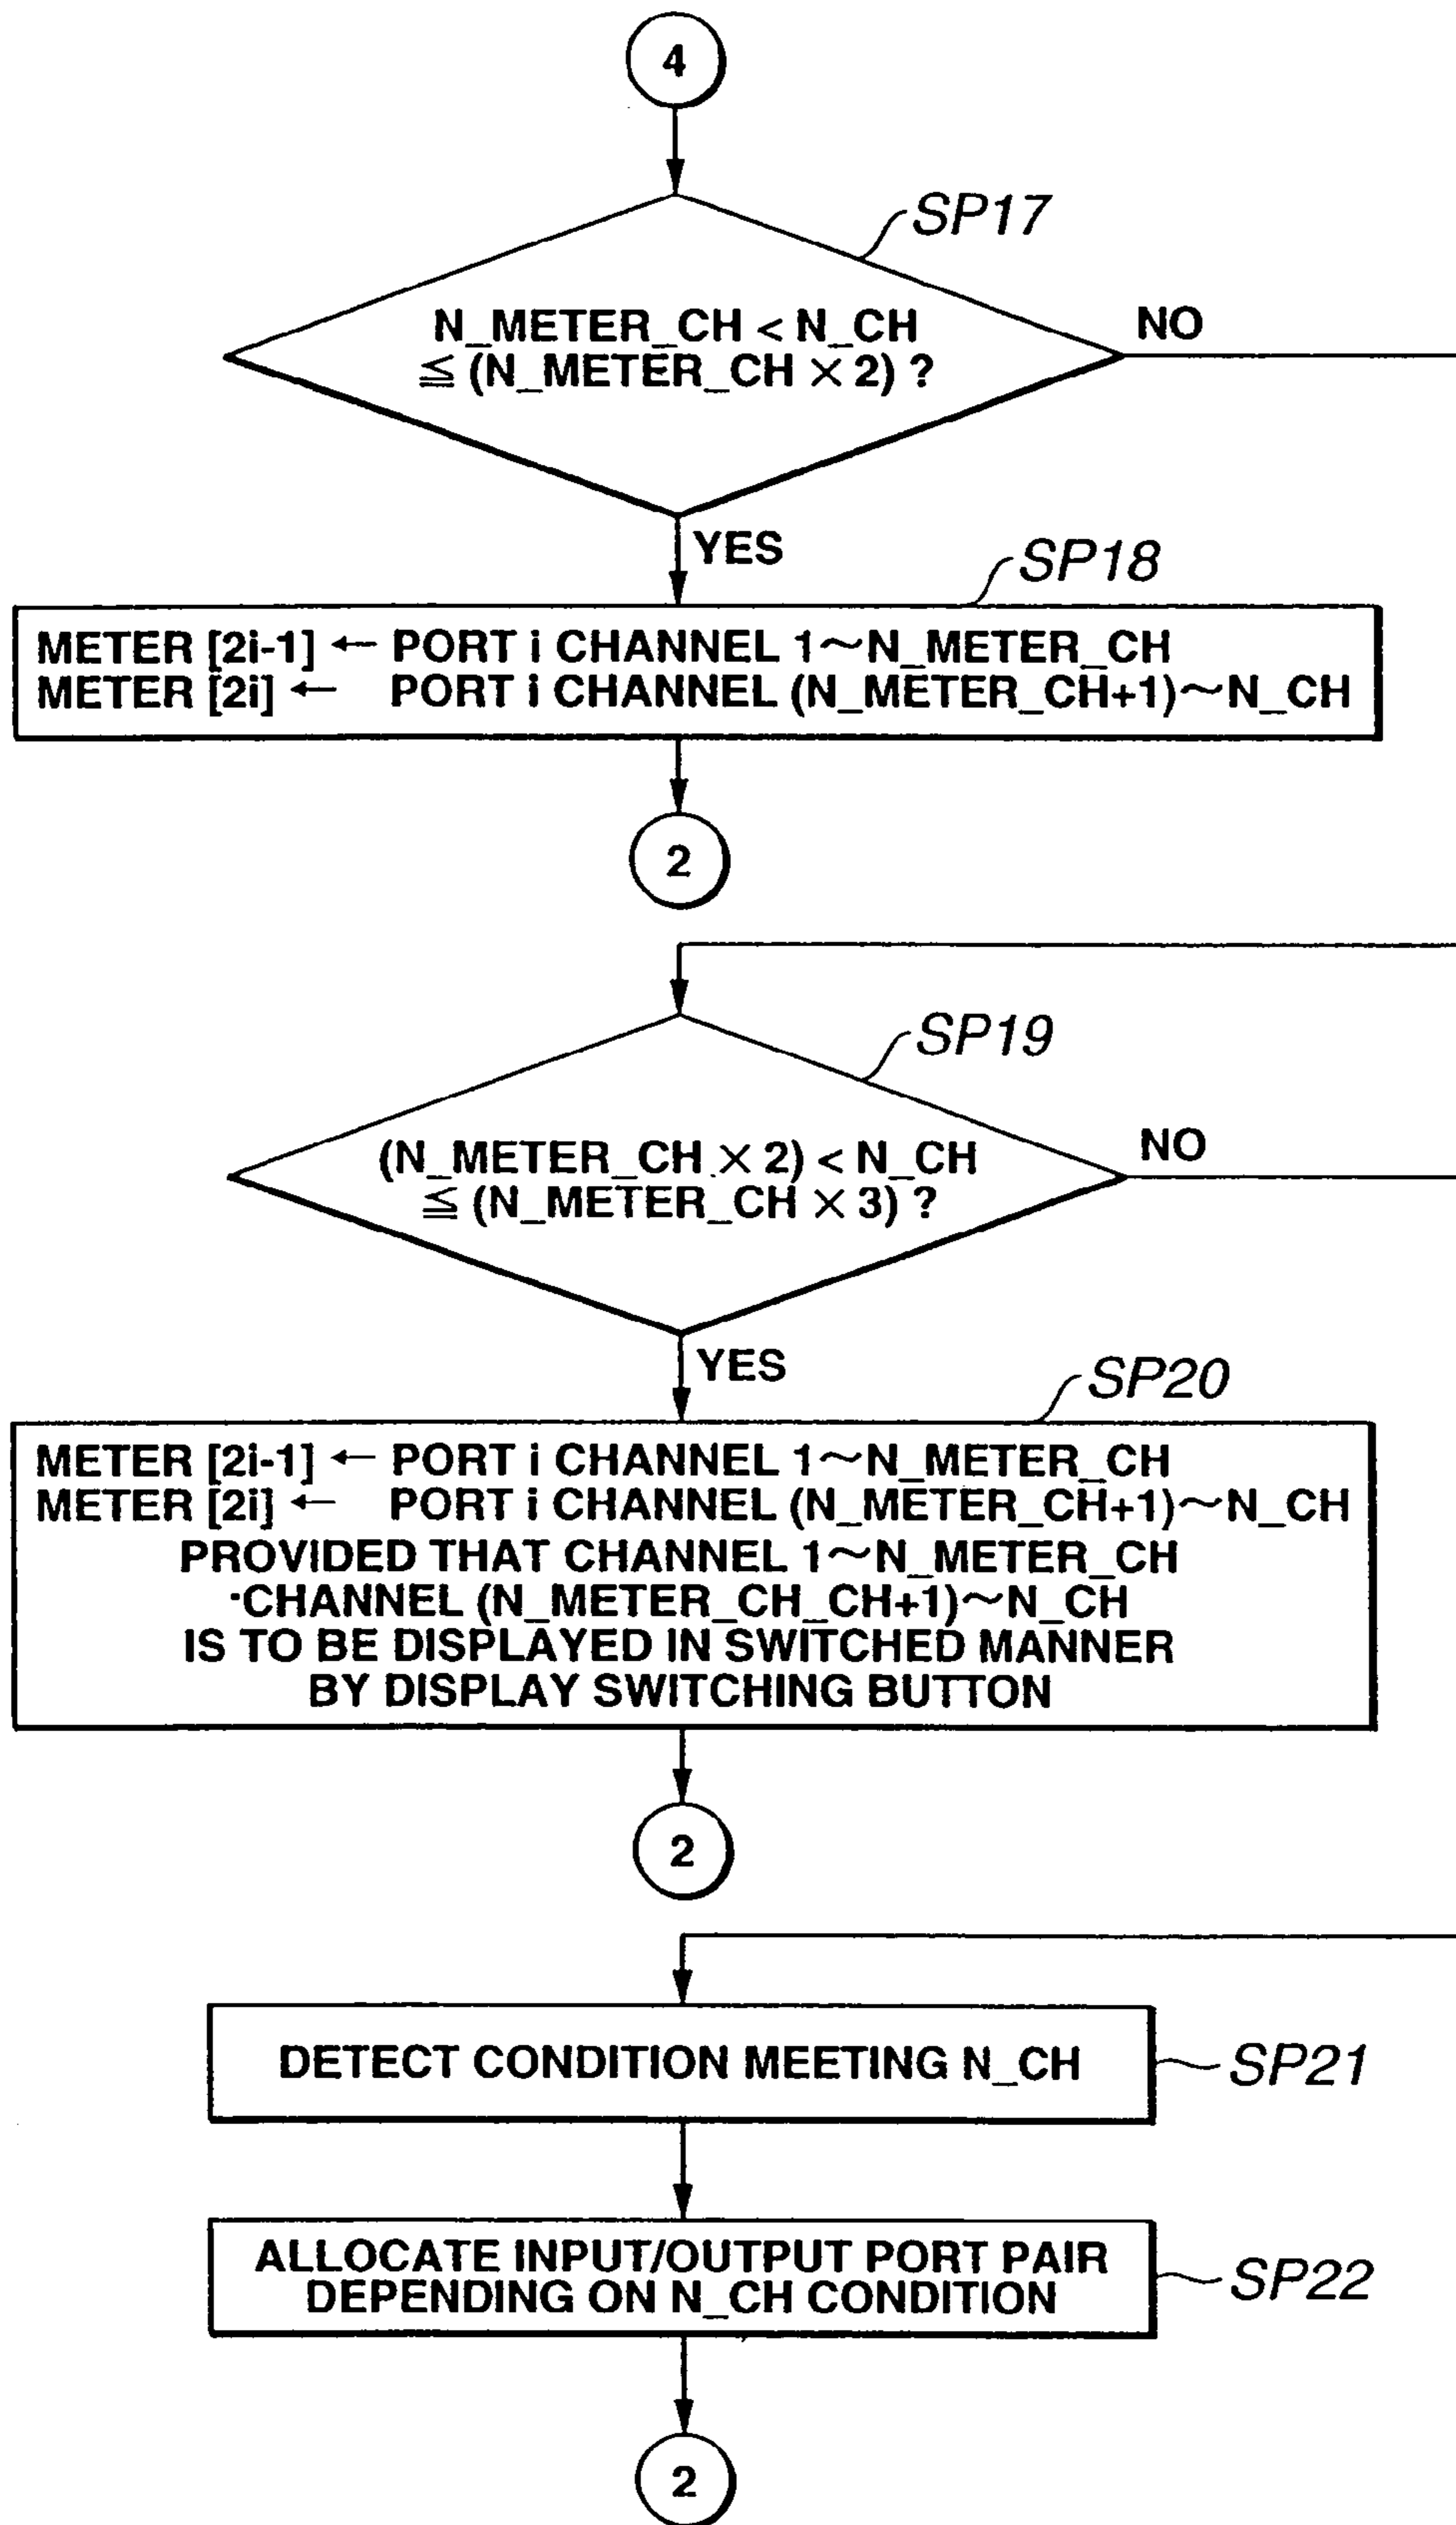 4
SP17
N_METER_CH < N_CH
≦ (N_METER_CH × 2) ?
NO
YES
SP18
METER [2i-1] ← PORT i CHANNEL 1~N_METER_CH
METER [2i] ← PORT i CHANNEL (N_METER_CH+1)~N_CH
2
SP19
(N_METER_CH × 2) < N_CH
≦ (N_METER_CH × 3) ?
NO
YES
SP20
METER [2i-1] ← PORT i CHANNEL 1~N_METER_CH
METER [2i] ← PORT i CHANNEL (N_METER_CH+1)~N_CH
PROVIDED THAT CHANNEL 1~N_METER_CH
·CHANNEL (N_METER_CH_CH+1)~N_CH
IS TO BE DISPLAYED IN SWITCHED MANNER
BY DISPLAY SWITCHING BUTTON
2
DETECT CONDITION MEETING N_CH
SP21
ALLOCATE INPUT/OUTPUT PORT PAIR
DEPENDING ON N_CH CONDITION
SP22
2